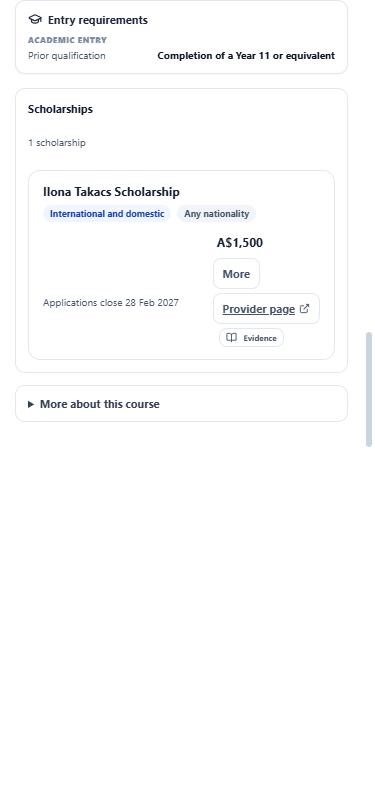 Entry requirements
ACADEMIC ENTRY
Prior qualification Completion of a Year 11 or equivalent
Scholarships
1 scholarship
Ilona Takacs Scholarship
International and domestic Any nationality
A$1,500
More
Applications close 28 Feb 2027
Provider page
Evidence
More about this course